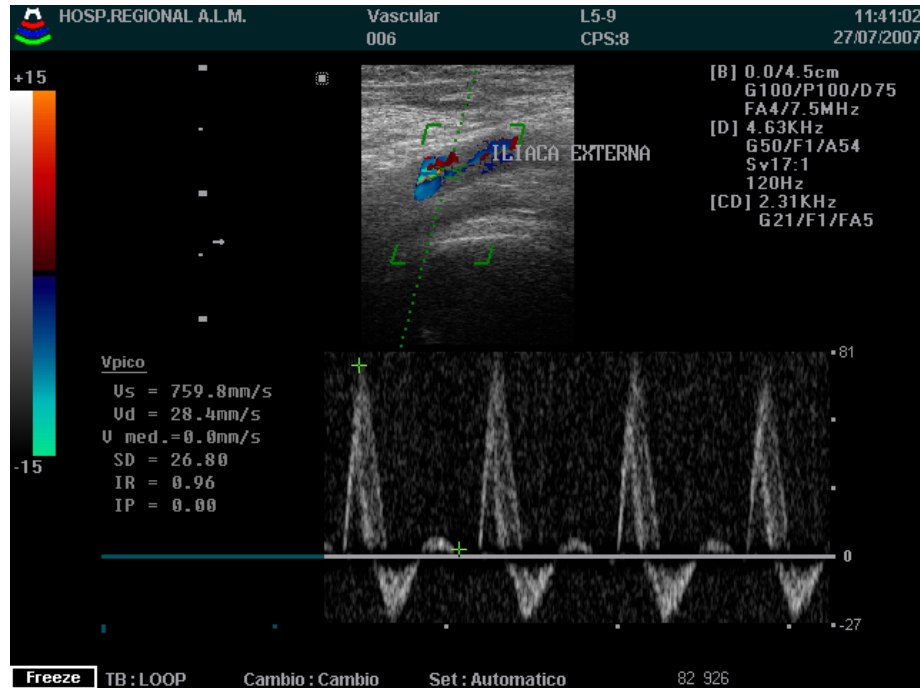 HOSP.REGIONAL A.L.M. Vascular L5-9 11:41:02
006 CPS:8 27/07/2007
+15
-15
[B] 0.0/4.5cm
G100/P100/D75
FA4/7.5MHz
[D] 4.63KHz
G50/F1/A54
Sv17:1
120Hz
[CD] 2.31KHz
G21/F1/FA5
ILIACA EXTERNA
Vpico
Vs = 759.8mm/s
Vd = 28.4mm/s
V med.=0.0mm/s
SD = 26.80
IR = 0.96
IP = 0.00
81
0
-27
Freeze TB:LOOP Cambio:Cambio Set:Automatico 82 926